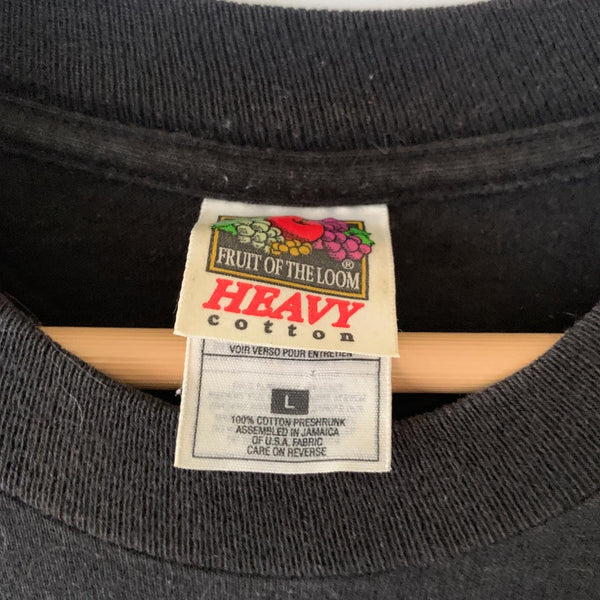 FRUIT OF THE LOOM
®
HEAVY
cotton
VOIR VERSO POUR ENTRETIEN
L
100% COTTON PRESHRUNK
ASSEMBLED IN JAMAICA
OF U.S.A. FABRIC
CARE ON REVERSE